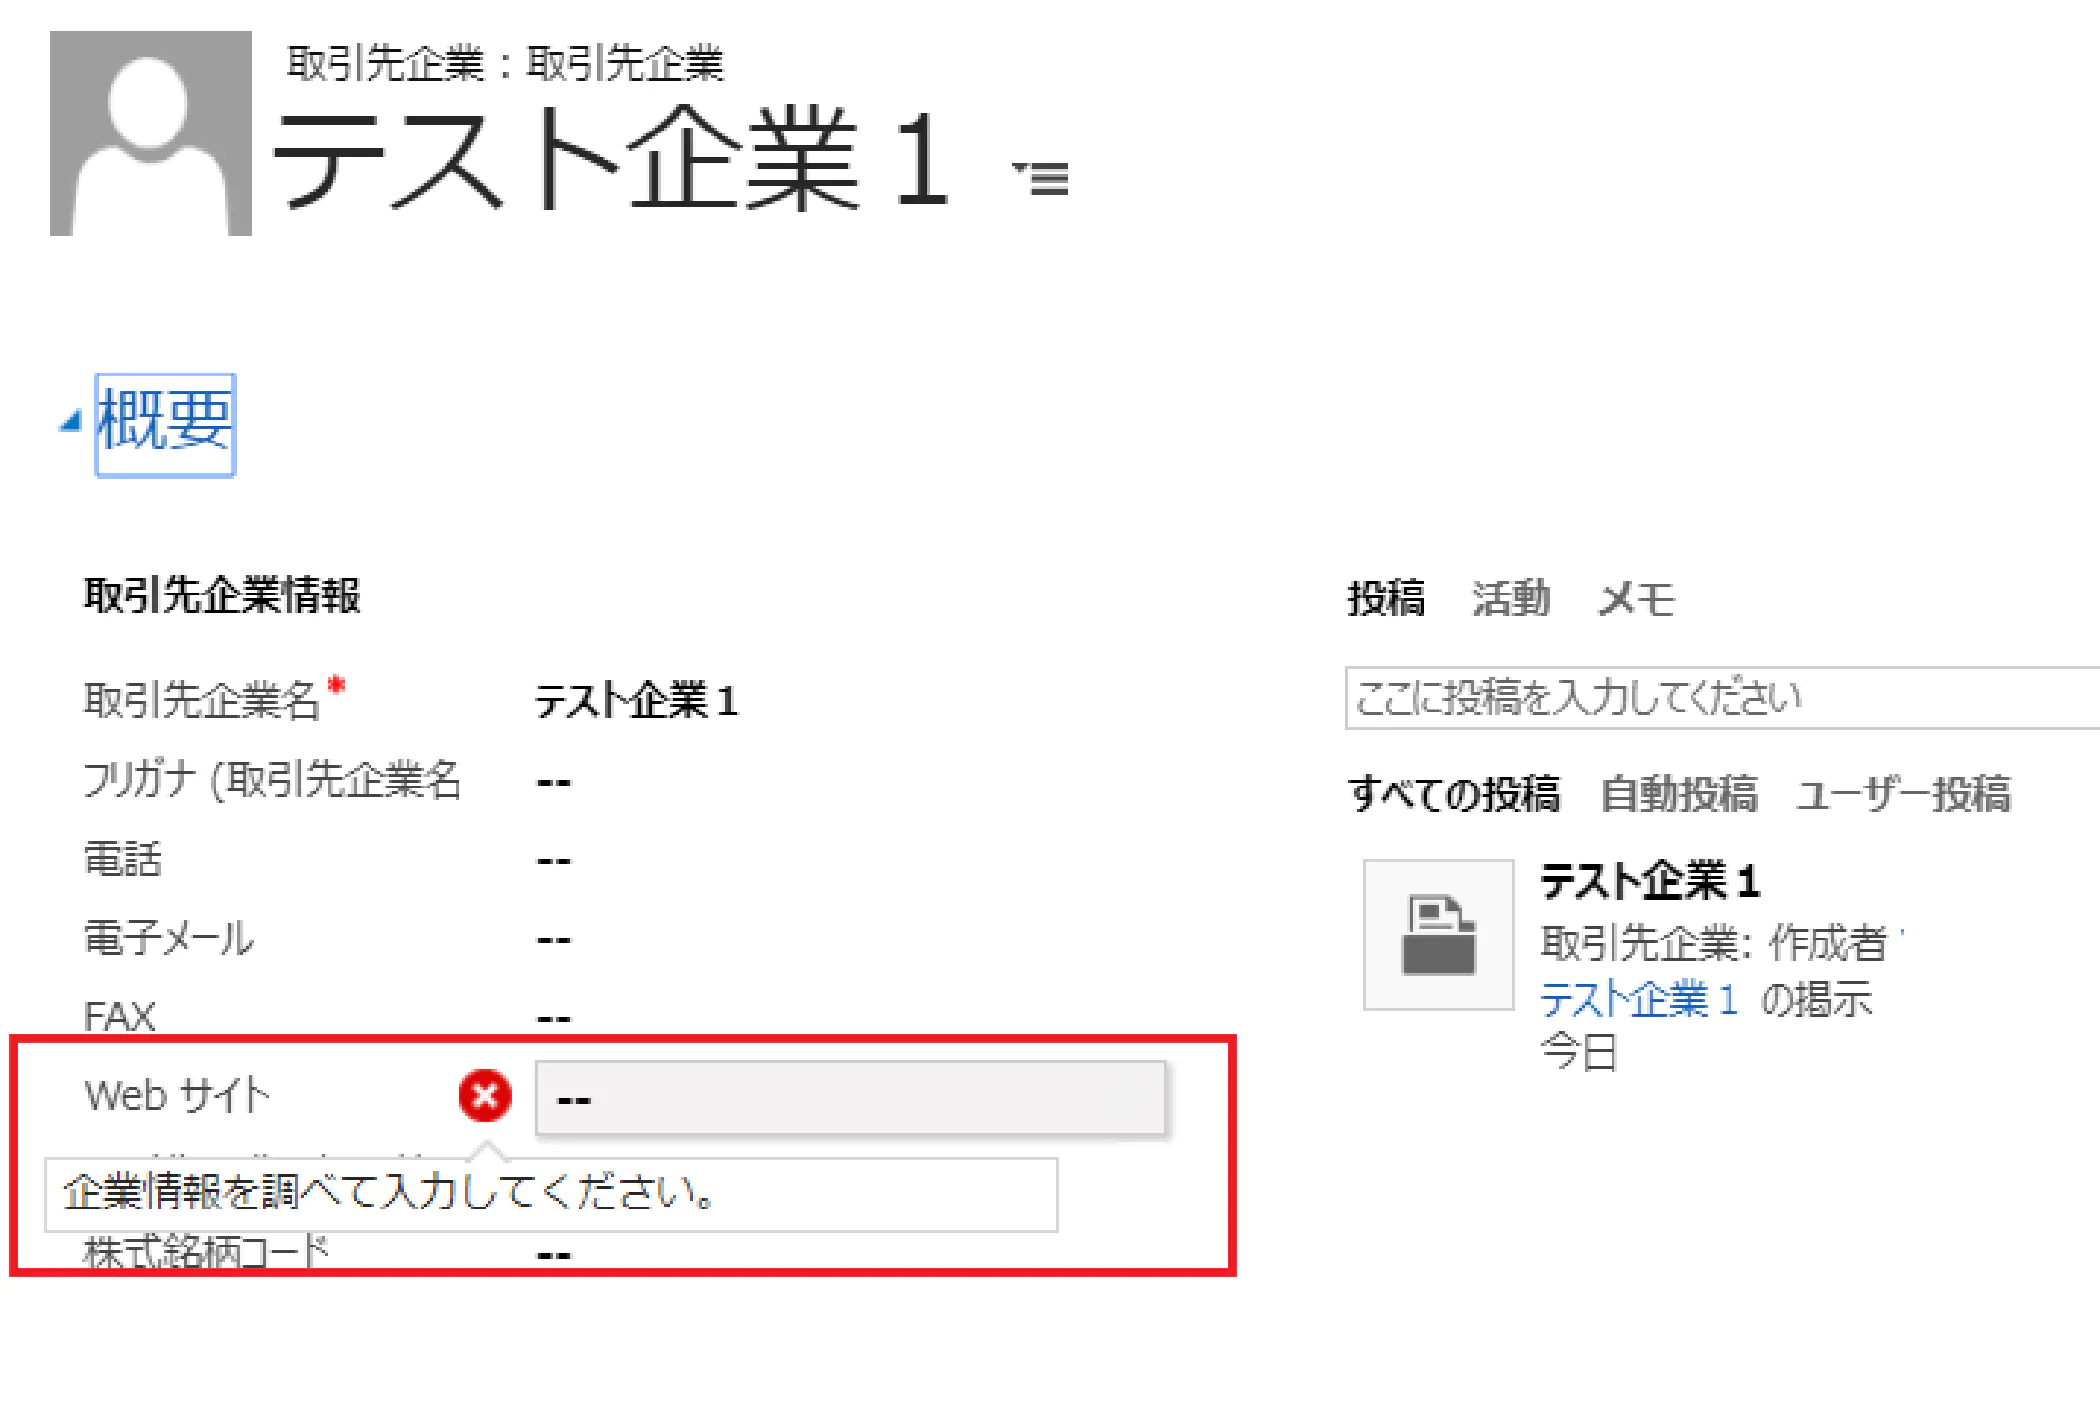 取引先企業 : 取引先企業
テスト企業１
概要
取引先企業情報
取引先企業名*
テスト企業１
フリガナ (取引先企業名
--
電話
--
電子メール
--
FAX
--
Web サイト
--
企業情報を調べて入力してください。
株式銘柄コード
--
投稿 活動 メモ
ここに投稿を入力してください
すべての投稿 自動投稿 ユーザー投稿
テスト企業１
取引先企業: 作成者
テスト企業１ の掲示
今日